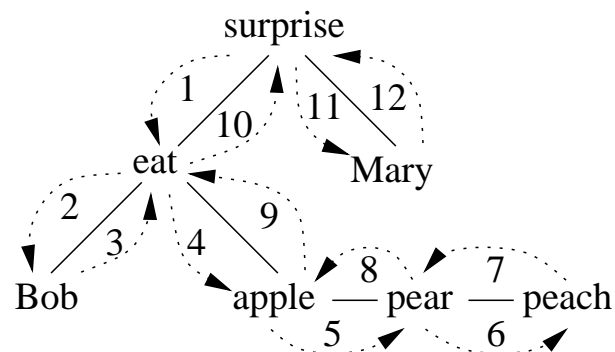 surprise
1 10 11 12
eat Mary
2 3 4 9
Bob apple pear peach
8 7
5 6